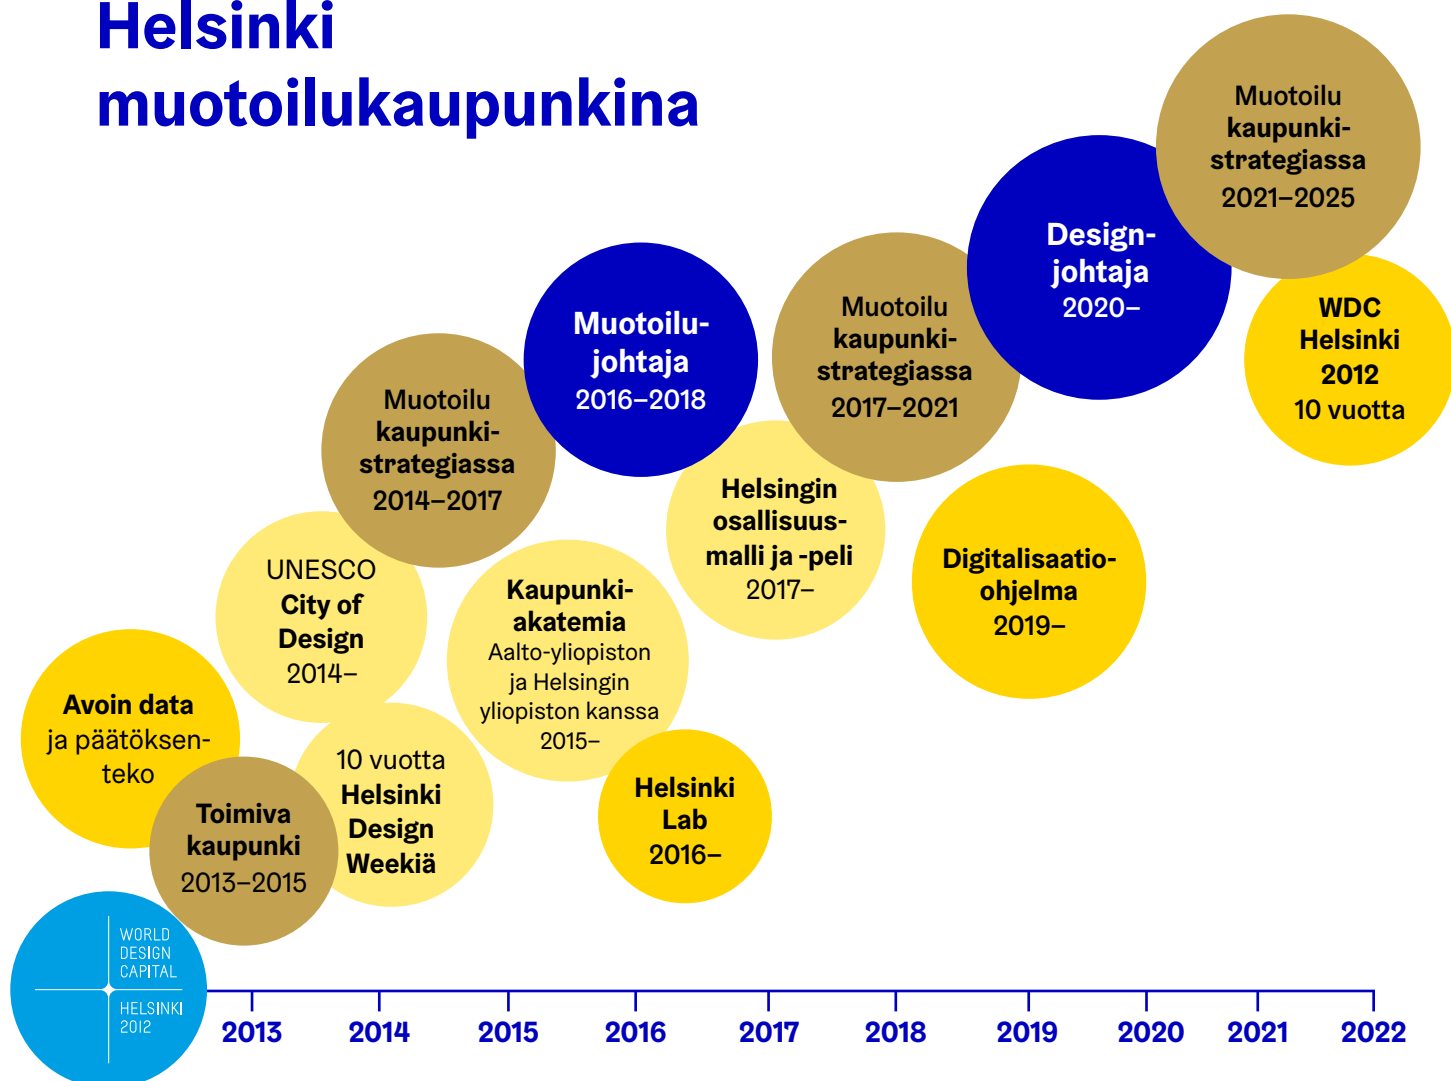 Helsinki
muotoilukaupunkina
Muotoilu
kaupunki-
strategiassa
2021–2025
Design-
johtaja
2020–
WDC
Helsinki
2012
10 vuotta
Muotoilu
kaupunki-
strategiassa
2017–2021
Muotoilu-
johtaja
2016–2018
Muotoilu
kaupunki-
strategiassa
2014–2017
Helsingin
osallisuus-
malli ja -peli
2017–
Digitalisaatio-
ohjelma
2019–
UNESCO
City of
Design
2014–
Kaupunki-
akatemia
Aalto-yliopiston
ja Helsingin
yliopiston kanssa
2015–
Avoin data
ja päätöksen-
teko
10 vuotta
Helsinki
Design
Weekiä
Helsinki
Lab
2016–
Toimiva
kaupunki
2013–2015
WORLD
DESIGN
CAPITAL
HELSINKI
2012
2013 2014 2015 2016 2017 2018 2019 2020 2021 2022